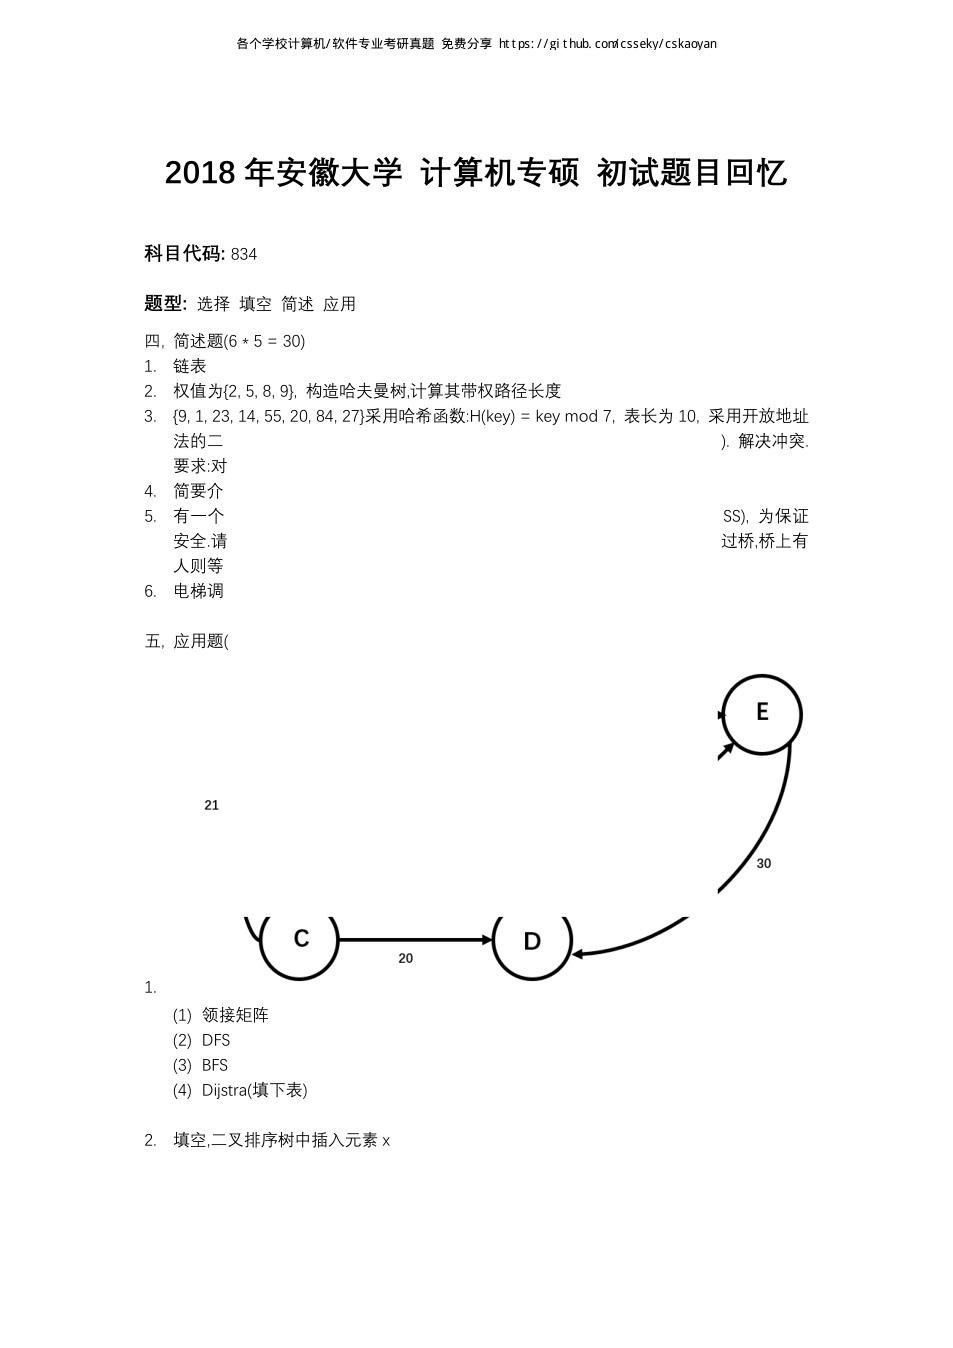 各个学校计算机/软件专业考研真题 免费分享 https://github.com/csseky/cskaoyan
2018 年安徽大学 计算机专硕 初试题目回忆
科目代码: 834
题型: 选择 填空 简述 应用
四, 简述题(6 * 5 = 30)
1. 链表
2. 权值为{2, 5, 8, 9}, 构造哈夫曼树,计算其带权路径长度
3. {9, 1, 23, 14, 55, 20, 84, 27}采用哈希函数:H(key) = key mod 7, 表长为 10, 采用开放地址
法的二 ). 解决冲突.
要求:对
4. 简要介
5. 有一个 SS), 为保证
安全.请 过桥,桥上有
人则等
6. 电梯调
五, 应用题(
E
21
30
C
D
20
1.
(1) 领接矩阵
(2) DFS
(3) BFS
(4) Dijstra(填下表)
2. 填空,二叉排序树中插入元素 x